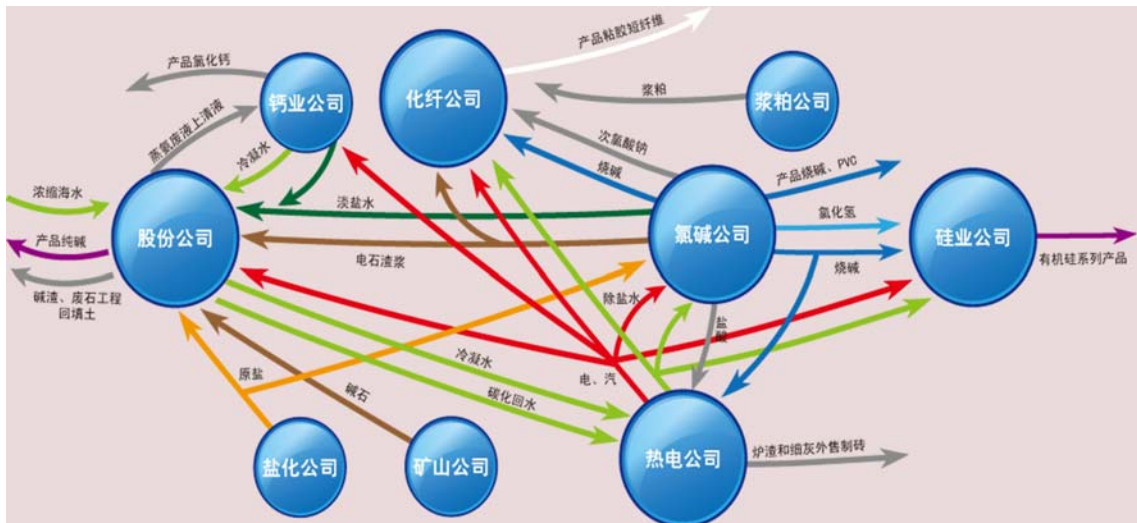 产品粘胶短纤维
产品氯化钙
钙业公司
化纤公司
浆粕
浆粕公司
蒸氨废液上清液
冷凝水
次氯酸钠
烧碱
产品烧碱、PVC
浓缩海水
淡盐水
氯化氢
产品纯碱
股份公司
氯碱公司
硅业公司
电石渣浆
烧碱
有机硅系列产品
碱渣、废石工程
回填土
除盐水
盐酸
冷凝水
原盐
碱石
碳化回水
电、汽
盐化公司
矿山公司
热电公司
炉渣和细灰外售制砖